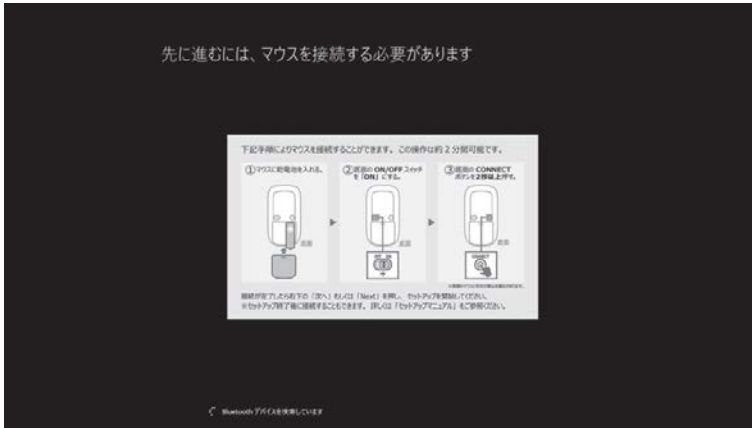 先に進むには、マウスを接続する必要があります
下記手順によりマウスを接続することができます。この操作は約 2 分間可能です。
①マウスに乾電池を入れる。
底面
②底面の ON/OFF スイッチ
を「ON」にする。
底面
OFF ON
③底面の CONNECT
ボタンを2秒以上押す。
底面
CONNECT
接続が完了したら右下の「次へ」もしくは「Next」を押し、セットアップを開始してください。
※セットアップ終了後に接続することもできます。詳しくは「セットアップマニュアル」をご参照ください。
Bluetooth デバイスを検索しています